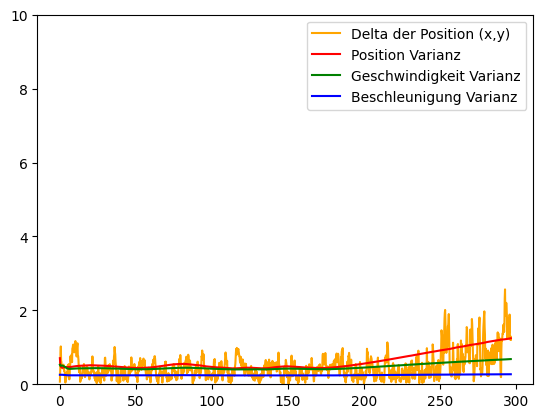 10
8
6
4
2
0
Delta der Position (x,y)
Position Varianz
Geschwindigkeit Varianz
Beschleunigung Varianz
0 50 100 150 200 250 300